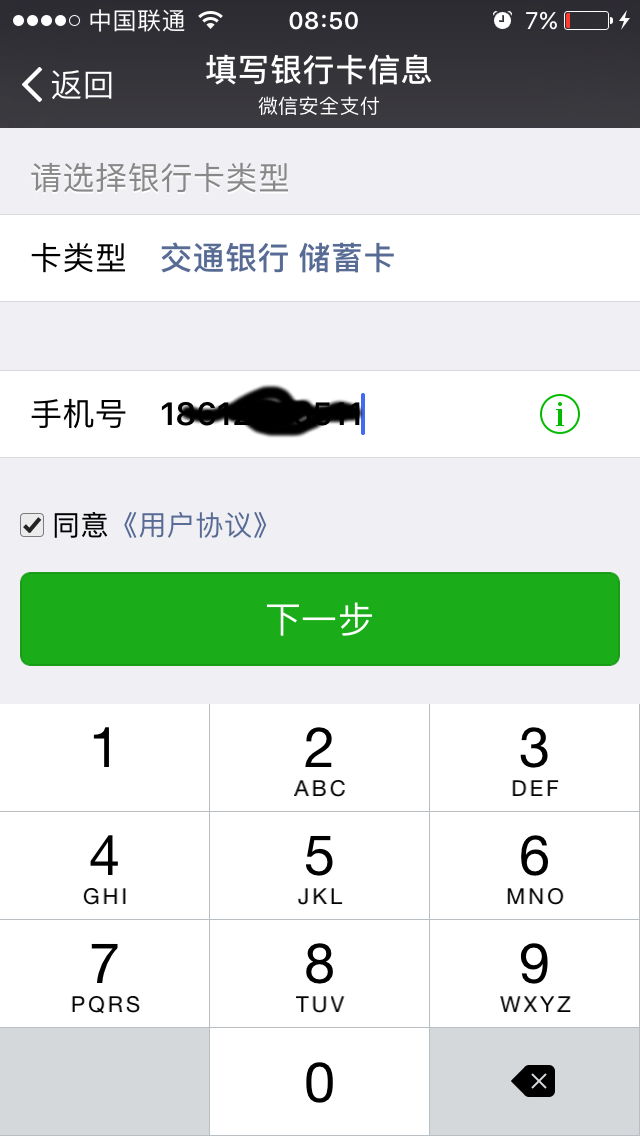 中国联通 08:50 7%
返回 填写银行卡信息
微信安全支付
请选择银行卡类型
卡类型 交通银行 储蓄卡
手机号
同意《用户协议》
下一步
1 2 3
ABC DEF
4 5 6
GHI JKL MNO
7 8 9
PQRS TUV WXYZ
0